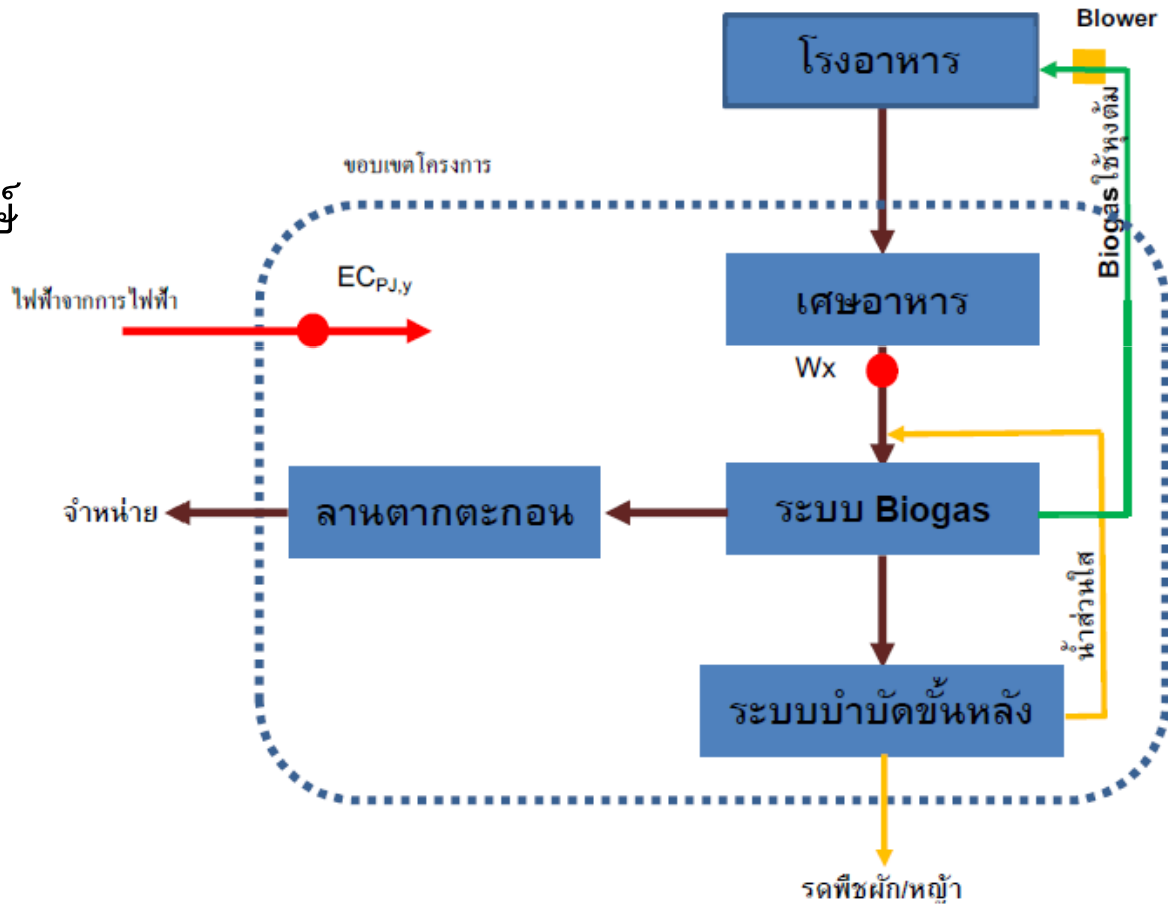 Blower
โรงอาหาร
Biogas ใช้หุงต้ม
ขอบเขตโครงการ
ไฟฟ้าจากการไฟฟ้า
EC_PJ,y
เศษอาหาร
Wx
จำหน่าย
ลานตากตะกอน
ระบบ Biogas
น้ำส่วนใส
ระบบบำบัดขั้นหลัง
รดพืชผัก/หญ้า